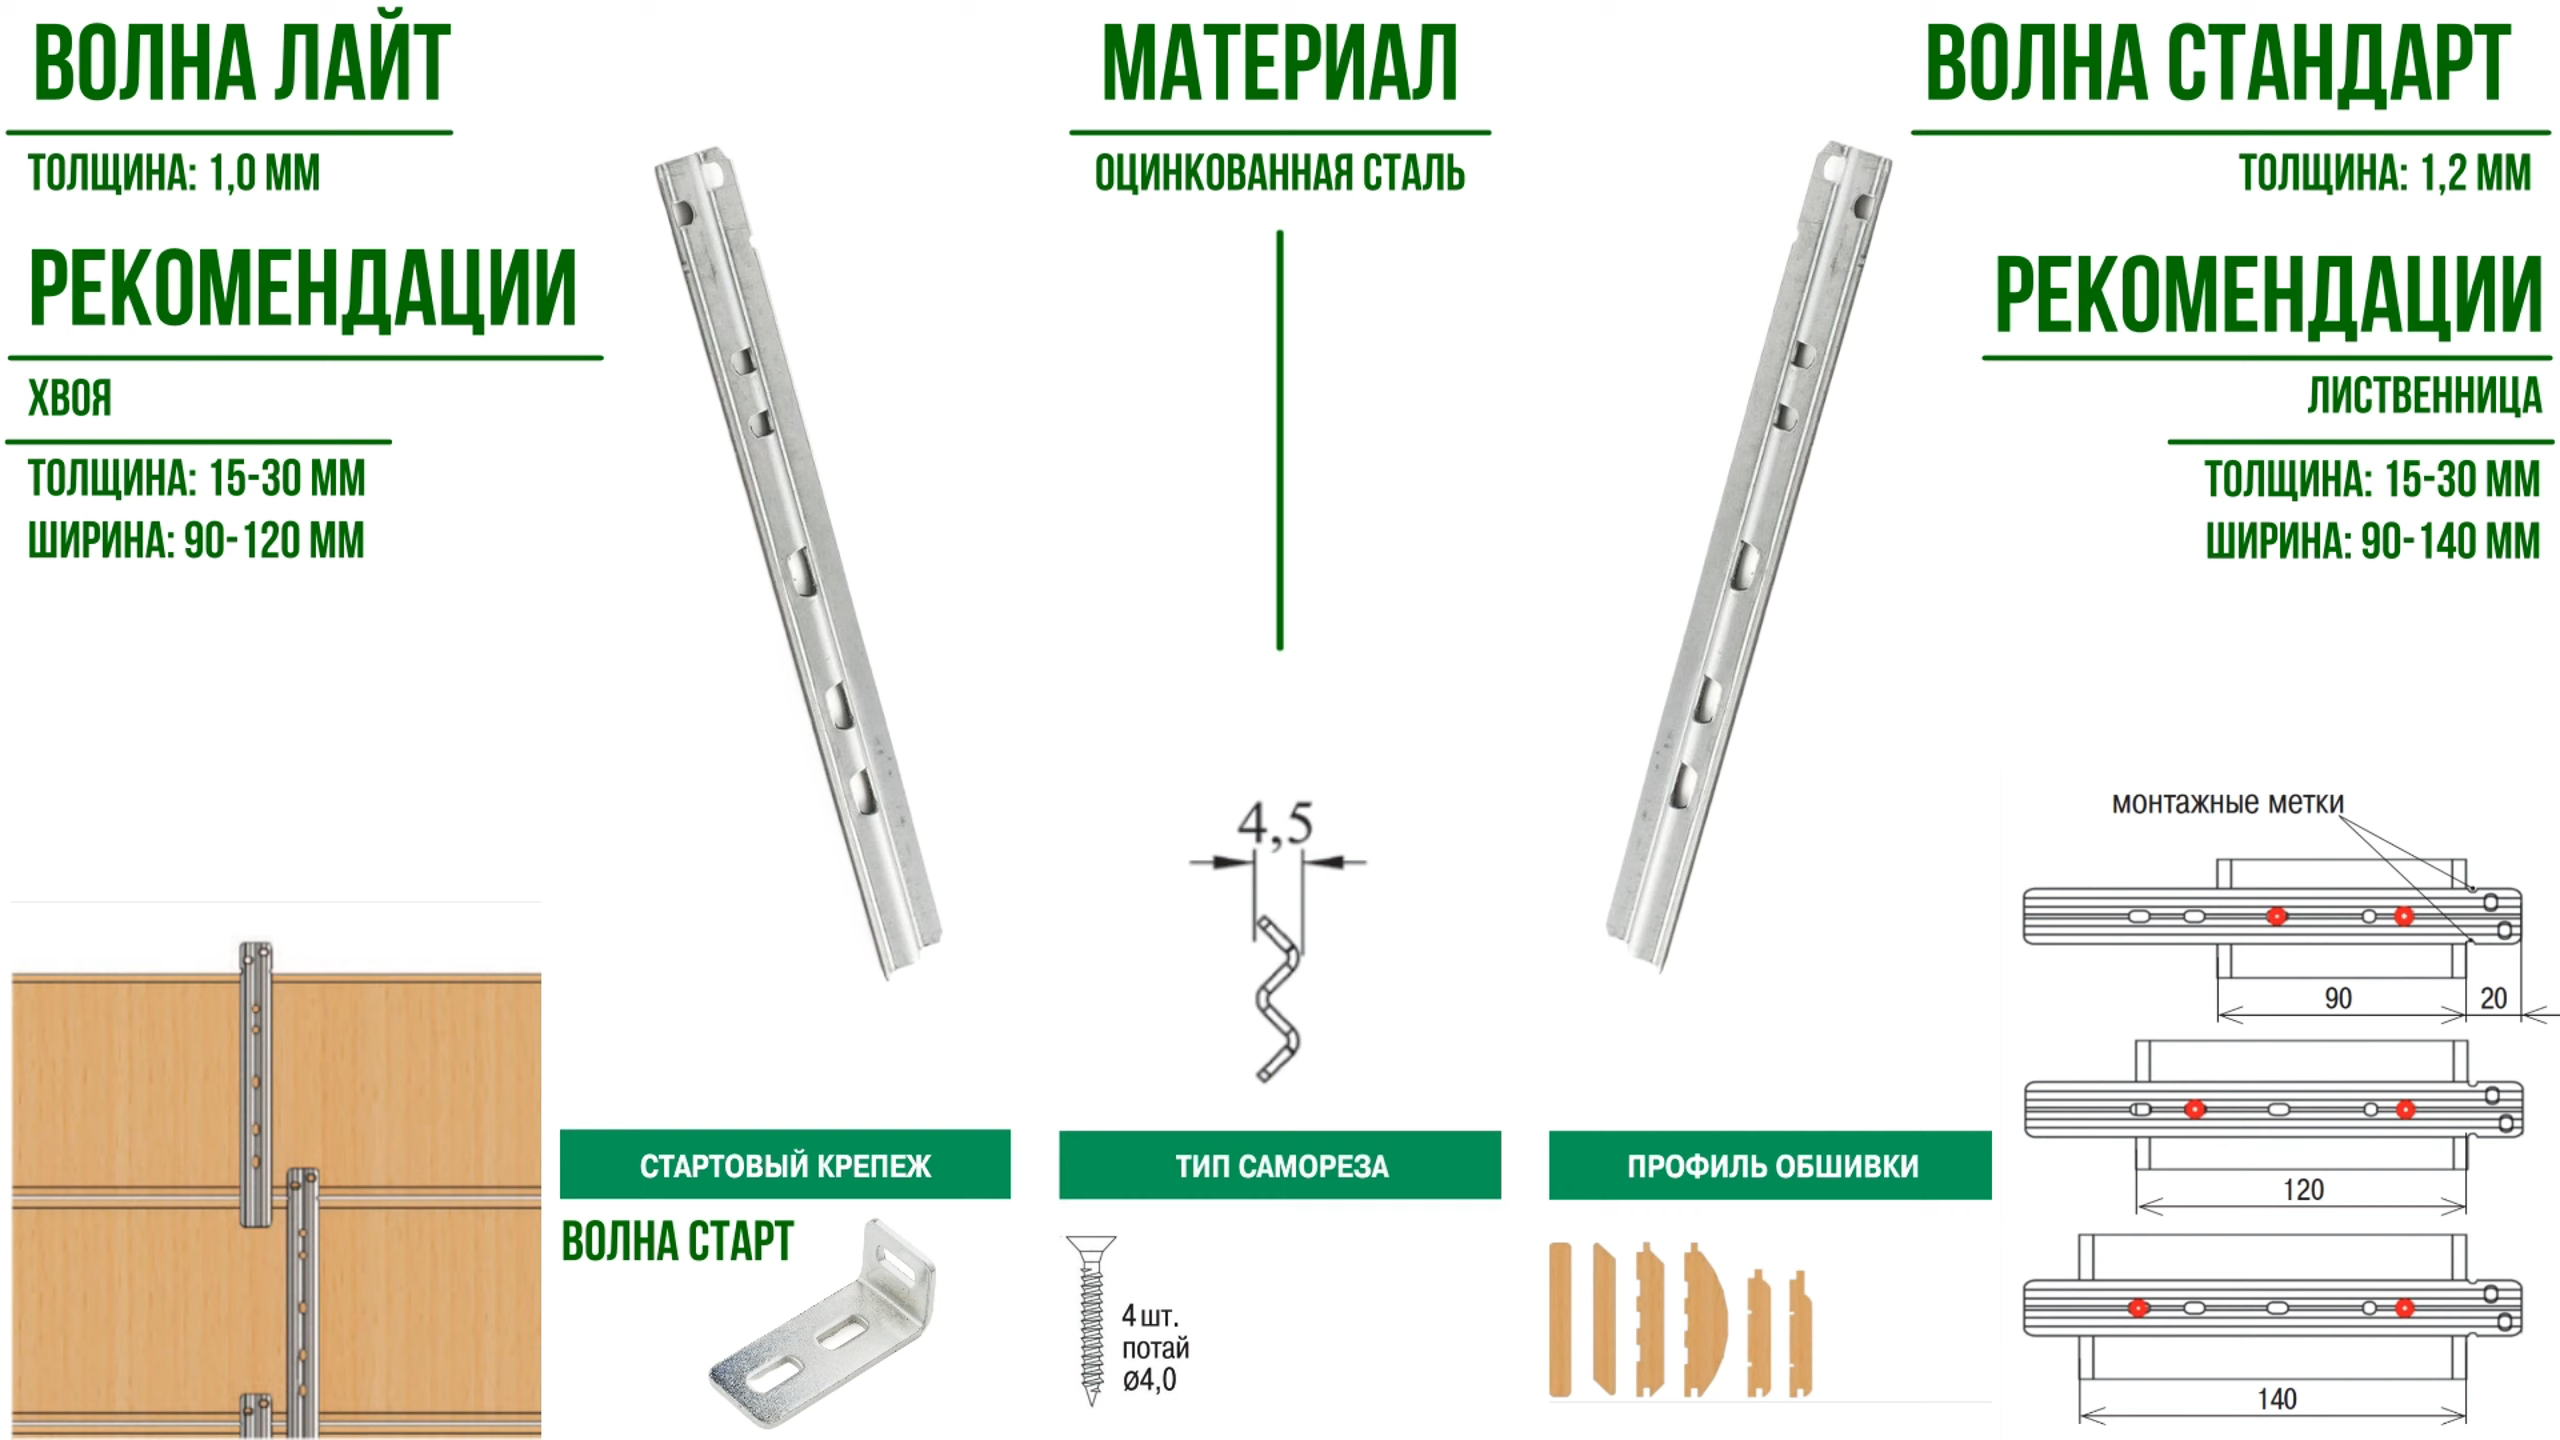 ВОЛНА ЛАЙТ
ТОЛЩИНА: 1,0 ММ
РЕКОМЕНДАЦИИ
ХВОЯ
ТОЛЩИНА: 15-30 ММ
ШИРИНА: 90-120 ММ
МАТЕРИАЛ
ОЦИНКОВАННАЯ СТАЛЬ
ВОЛНА СТАНДАРТ
ТОЛЩИНА: 1,2 ММ
РЕКОМЕНДАЦИИ
ЛИСТВЕННИЦА
ТОЛЩИНА: 15-30 ММ
ШИРИНА: 90-140 ММ
4,5
монтажные метки
90
20
120
140
СТАРТОВЫЙ КРЕПЕЖ
ВОЛНА СТАРТ
ТИП САМОРЕЗА
4 шт.
потай
ø4,0
ПРОФИЛЬ ОБШИВКИ